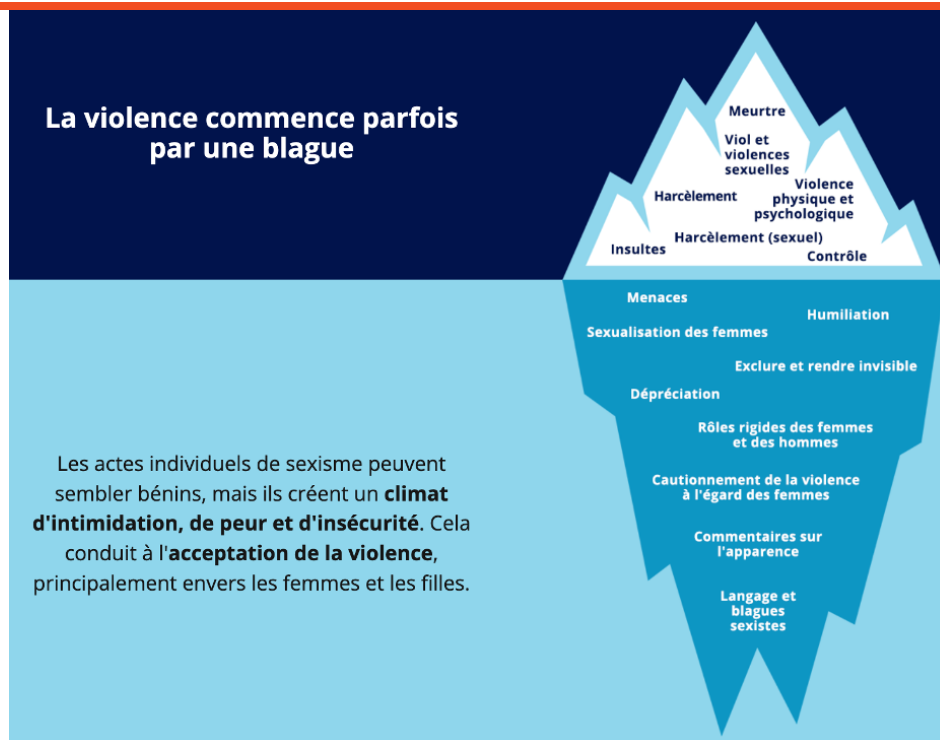 La violence commence parfois
par une blague
Meurtre
Viol et
violences
sexuelles
Harcèlement
Violence
physique et
psychologique
Harcèlement (sexuel)
Insultes
Contrôle
Menaces
Humiliation
Sexualisation des femmes
Exclure et rendre invisible
Dépréciation
Rôles rigides des femmes
et des hommes
Cautionnement de la violence
à l'égard des femmes
Commentaires sur
l'apparence
Langage et
blagues
sexistes
Les actes individuels de sexisme peuvent
sembler bénins, mais ils créent un climat
d'intimidation, de peur et d'insécurité. Cela
conduit à l'acceptation de la violence,
principalement envers les femmes et les filles.